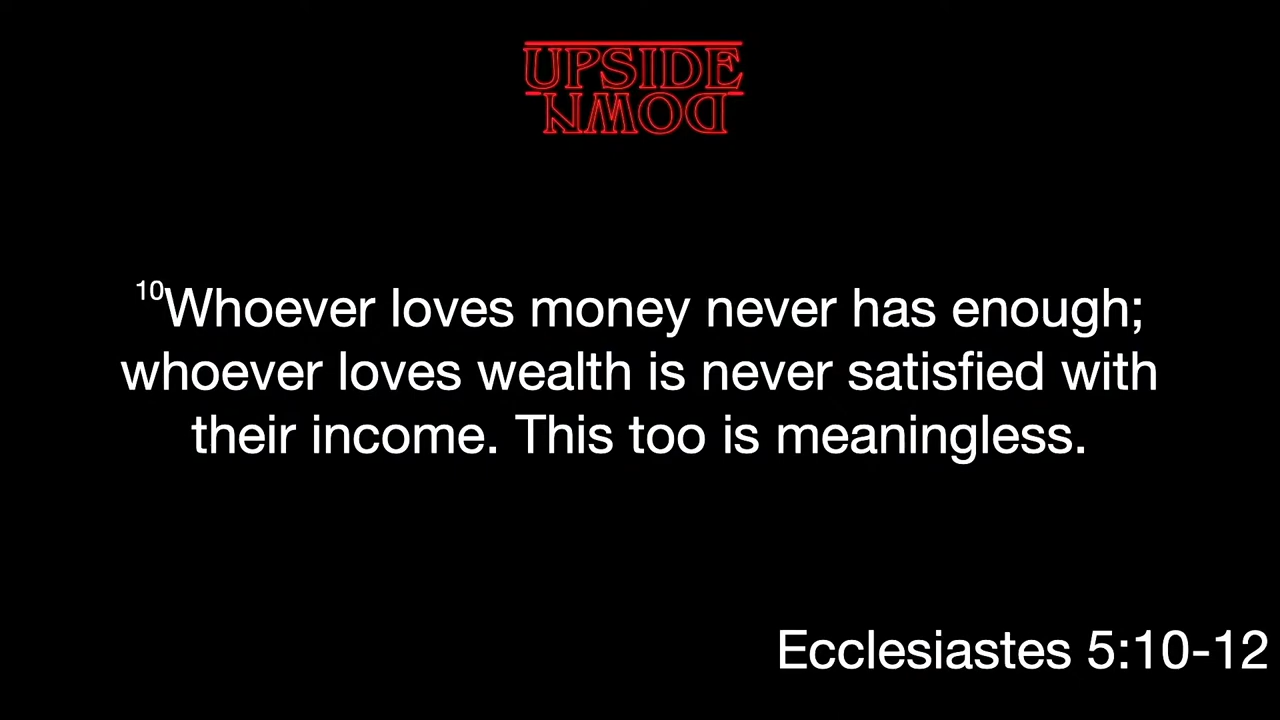 UPSIDE
DOWN
¹⁰Whoever loves money never has enough;
whoever loves wealth is never satisfied with
their income. This too is meaningless.
Ecclesiastes 5:10-12